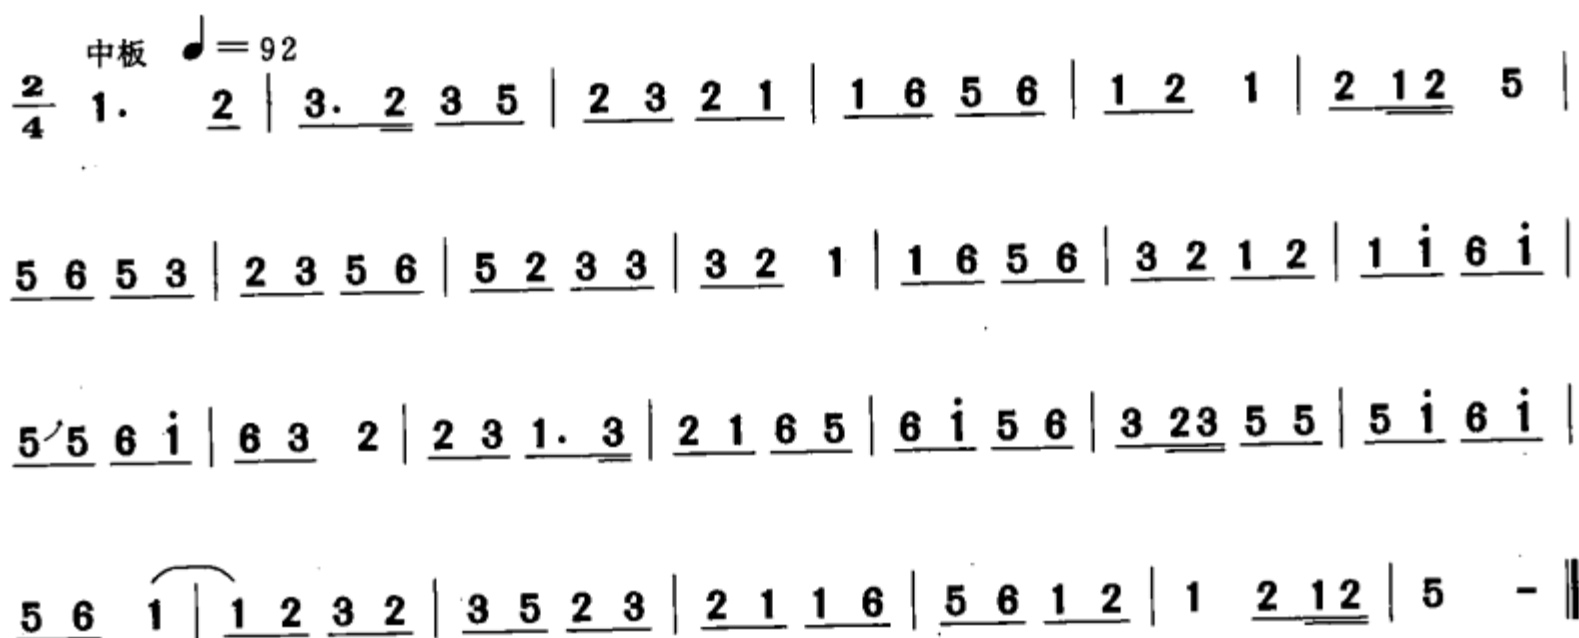 中板 ♩=92
2/4 1. 2 | 3. 2 3 5 | 2 3 2 1 | 1 6 5 6 | 1 2 1 | 2 12 5 |
5 6 5 3 | 2 3 5 6 | 5 2 3 3 | 3 2 1 | 1 6 5 6 | 3 2 1 2 | 1 i 6 i |
5 5 6 i | 6 3 2 | 2 3 1. 3 | 2 1 6 5 | 6 i 5 6 | 3 23 5 5 | 5 i 6 i |
5 6 1 | 1 2 3 2 | 3 5 2 3 | 2 1 1 6 | 5 6 1 2 | 1 2 12 | 5 - ‖